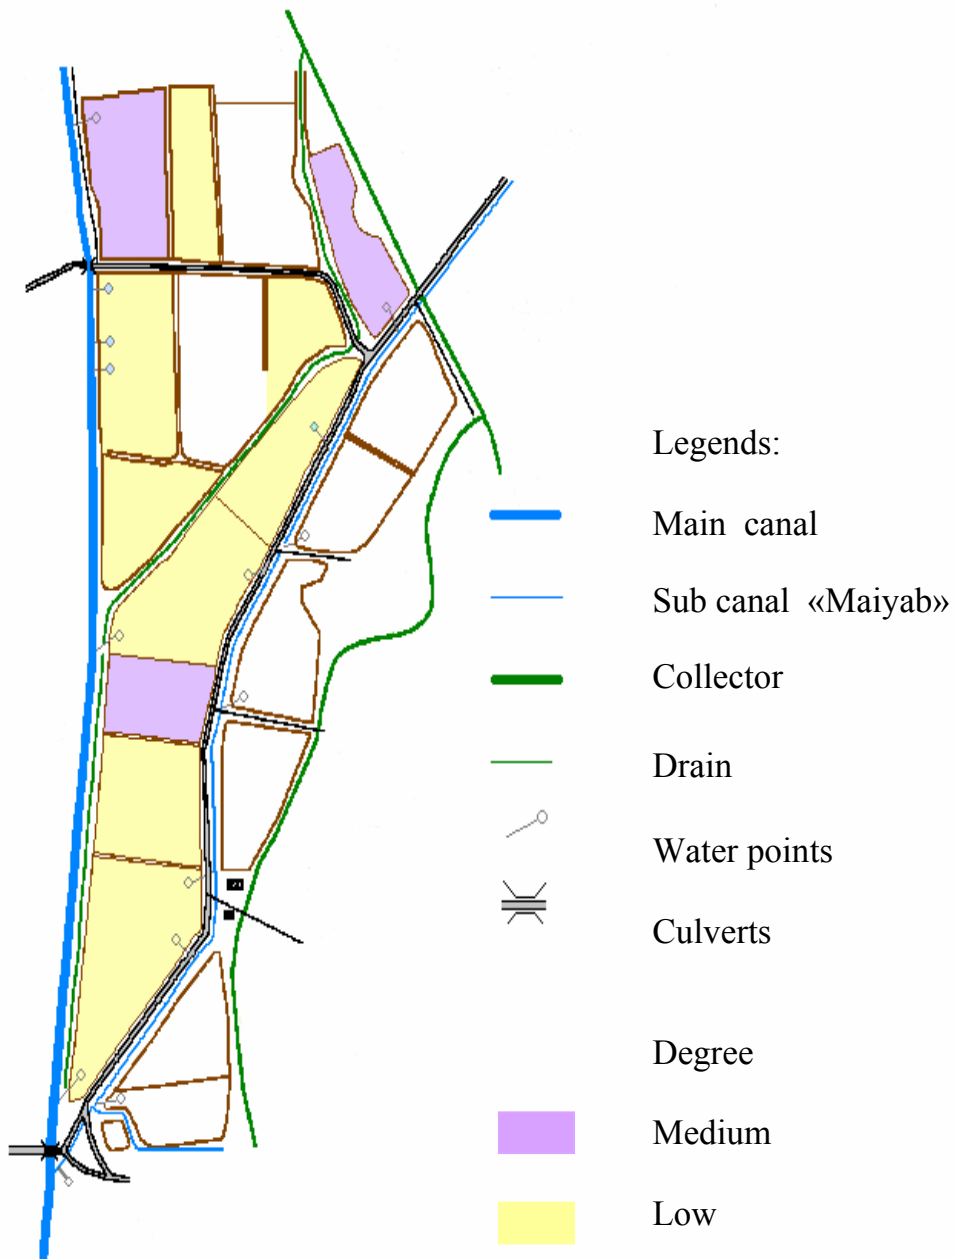 Legends:
Main canal
Sub canal «Maiyab»
Collector
Drain
Water points
Culverts
Degree
Medium
Low